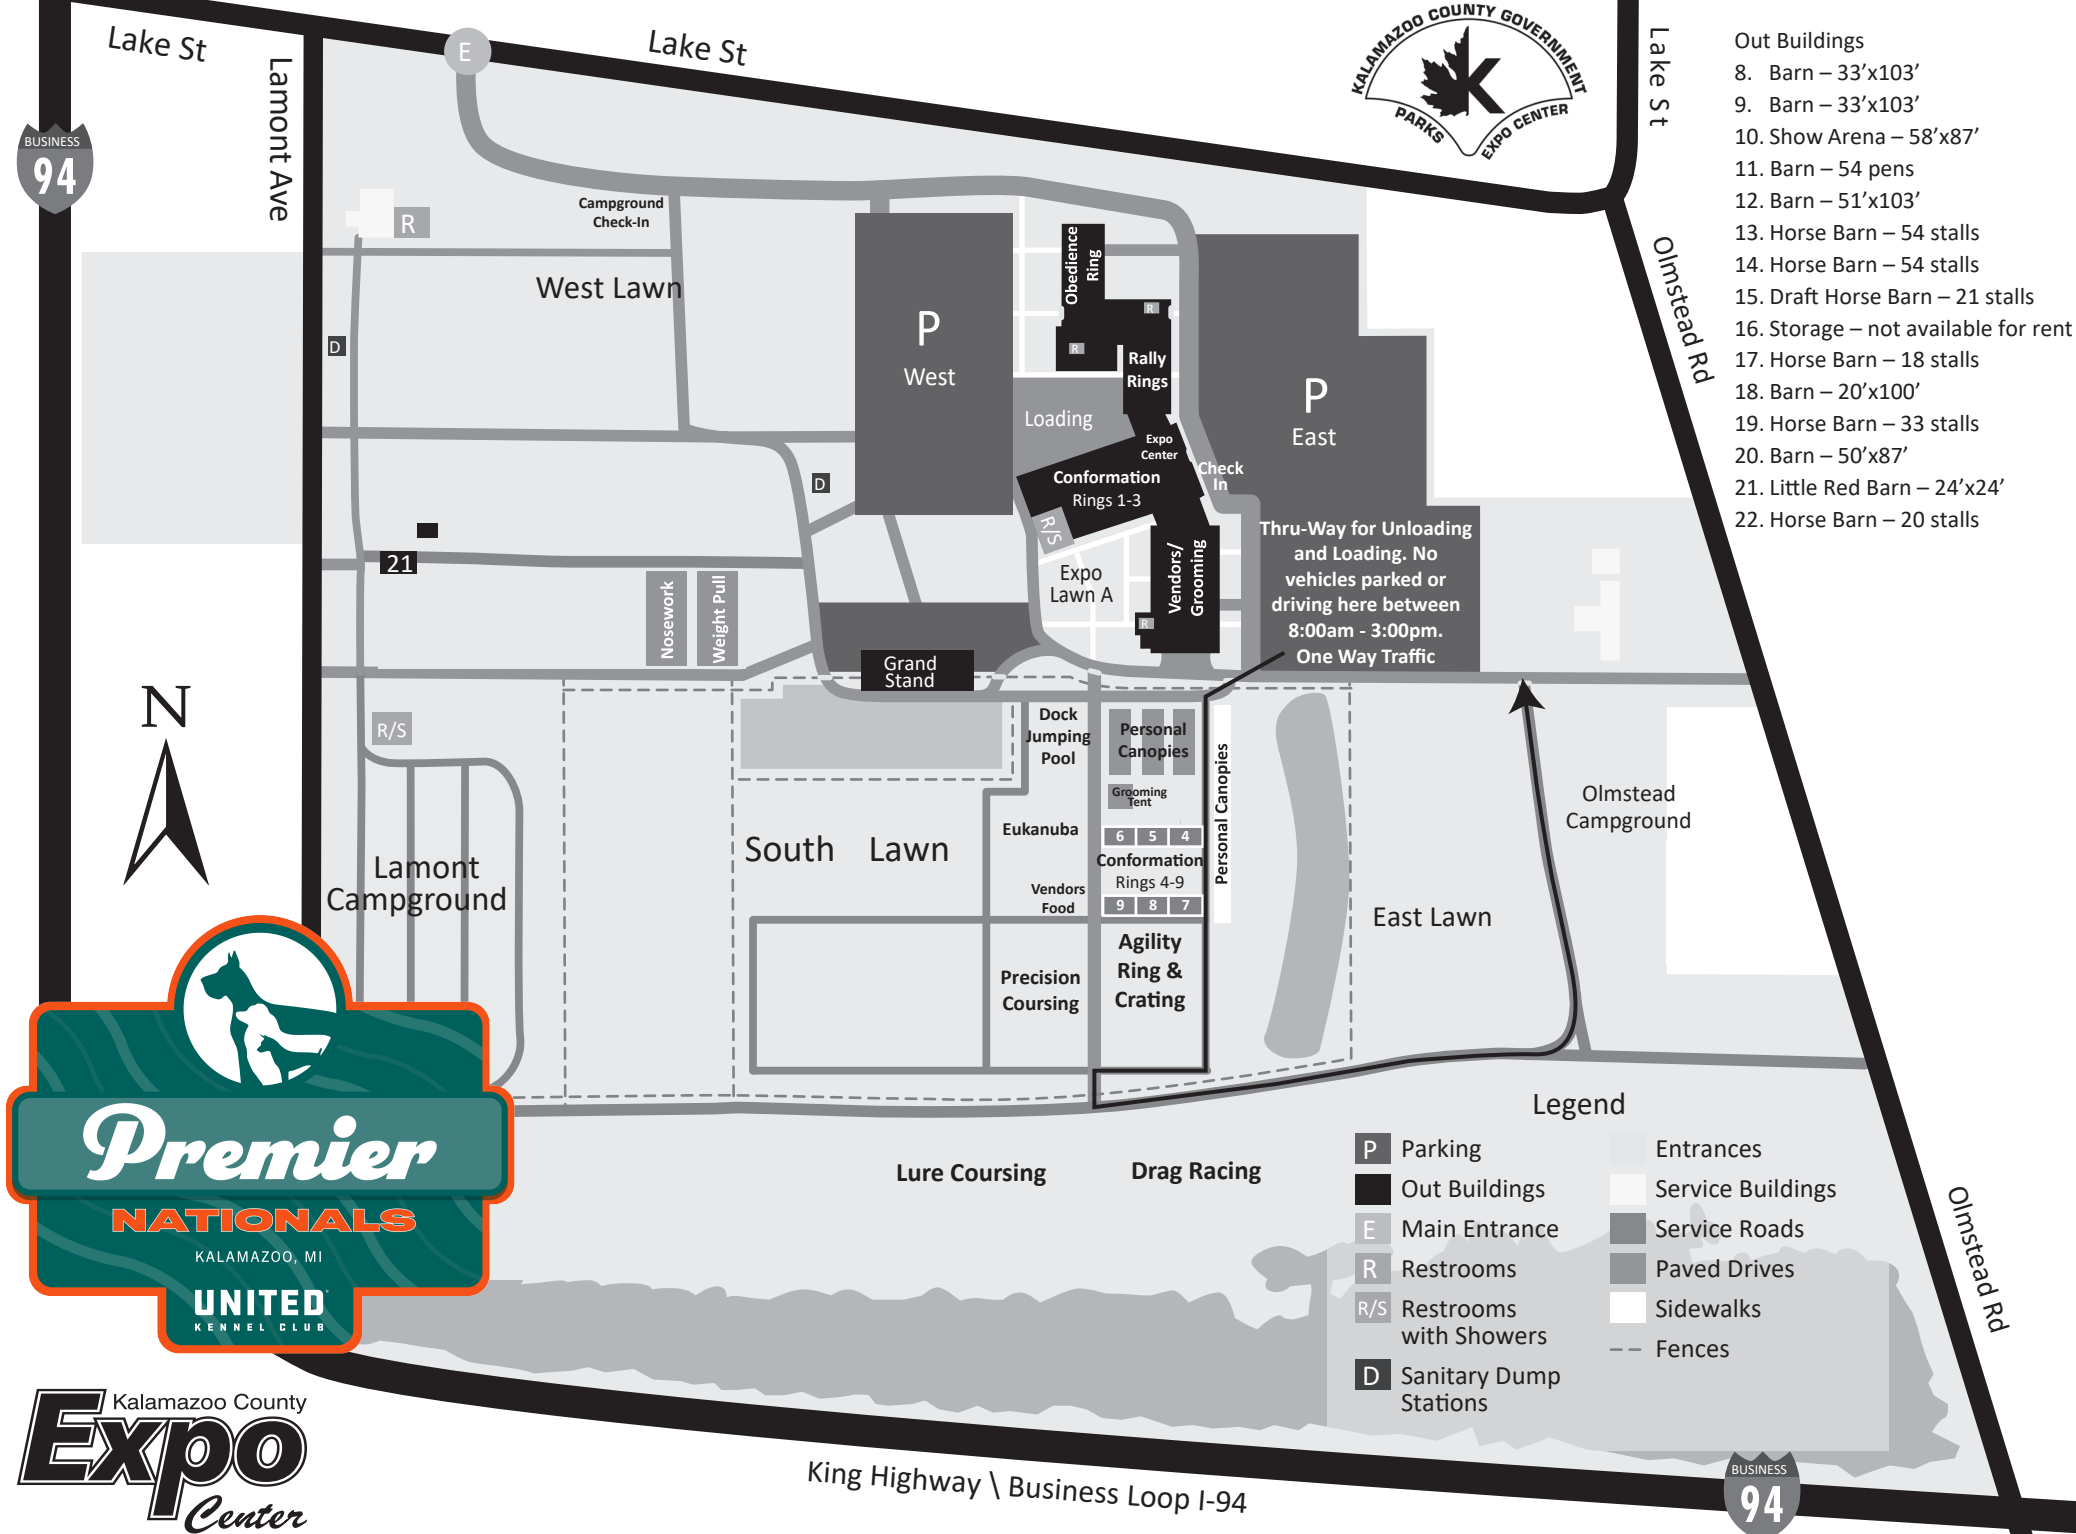 Lake St
Lake St
E
Lamont Ave
BUSINESS
94
KALAMAZOO COUNTY GOVERNMENT
K
PARKS
EXPO CENTER
Lake St
Out Buildings
8. Barn – 33’x103’
9. Barn – 33’x103’
10. Show Arena – 58’x87’
11. Barn – 54 pens
12. Barn – 51’x103’
13. Horse Barn – 54 stalls
14. Horse Barn – 54 stalls
15. Draft Horse Barn – 21 stalls
16. Storage – not available for rent
17. Horse Barn – 18 stalls
18. Barn – 20’x100’
19. Horse Barn – 33 stalls
20. Barn – 50’x87’
21. Little Red Barn – 24’x24’
22. Horse Barn – 20 stalls
Olmstead Rd
R
Campground
Check-In
West Lawn
D
P
West
Obedience
Ring
R
R
Rally
Rings
Loading
Expo
Center
Conformation
Rings 1-3
R/S
Check
In
P
East
D
21
Nosework
Weight Pull
Expo
Lawn A
Vendors/
Grooming
R
Thru-Way for Unloading
and Loading. No
vehicles parked or
driving here between
8:00am - 3:00pm.
One Way Traffic
Grand
Stand
N
R/S
Dock
Jumping
Pool
Personal
Canopies
Grooming
Tent
Personal Canopies
Olmstead
Campground
South Lawn
Eukanuba
6 5 4
Conformation
Rings 4-9
9 8 7
Vendors
Food
Lamont
Campground
East Lawn
Agility
Ring &
Crating
Precision
Coursing
Lure Coursing
Drag Racing
Premier
NATIONALS
KALAMAZOO, MI
UNITED
KENNEL CLUB
Legend
P Parking
Out Buildings
E Main Entrance
R Restrooms
R/S Restrooms
with Showers
D Sanitary Dump
Stations
Entrances
Service Buildings
Service Roads
Paved Drives
Sidewalks
Fences
Olmstead Rd
Kalamazoo County
Expo
Center
King Highway \ Business Loop I-94
BUSINESS
94